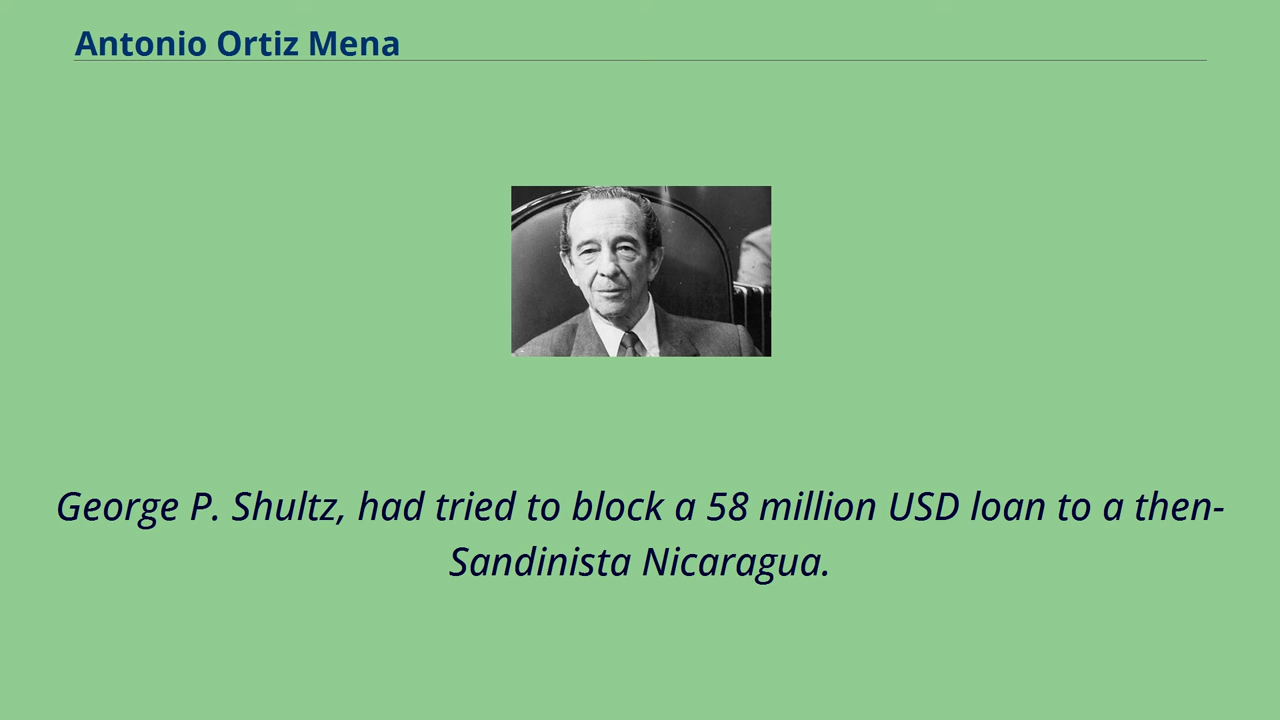 Antonio Ortiz Mena
George P. Shultz, had tried to block a 58 million USD loan to a then-
Sandinista Nicaragua.